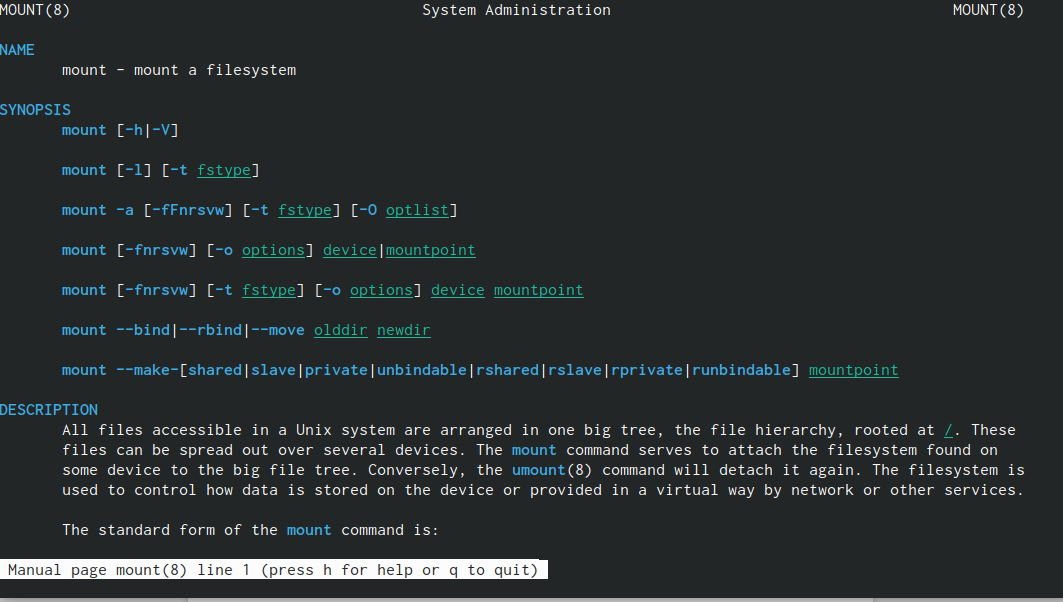 MOUNT(8) System Administration MOUNT(8)
NAME
mount - mount a filesystem
SYNOPSIS
mount [-h|-V]
mount [-l] [-t fstype]
mount -a [-fFnrsvw] [-t fstype] [-O optlist]
mount [-fnrsvw] [-o options] device|mountpoint
mount [-fnrsvw] [-t fstype] [-o options] device mountpoint
mount --bind|--rbind|--move olddir newdir
mount --make-[shared|slave|private|unbindable|rshared|rslave|rprivate|runbindable] mountpoint
DESCRIPTION
All files accessible in a Unix system are arranged in one big tree, the file hierarchy, rooted at /. These
files can be spread out over several devices. The mount command serves to attach the filesystem found on
some device to the big file tree. Conversely, the umount(8) command will detach it again. The filesystem is
used to control how data is stored on the device or provided in a virtual way by network or other services.
The standard form of the mount command is:
Manual page mount(8) line 1 (press h for help or q to quit)